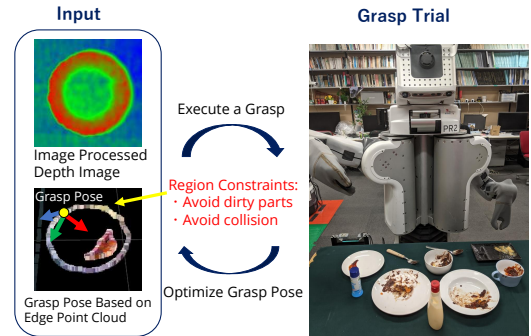 Input
Grasp Trial
Image Processed
Depth Image
Grasp Pose
Grasp Pose Based on
Edge Point Cloud
Execute a Grasp
Region Constraints:
・Avoid dirty parts
・Avoid collision
Optimize Grasp Pose
PR2